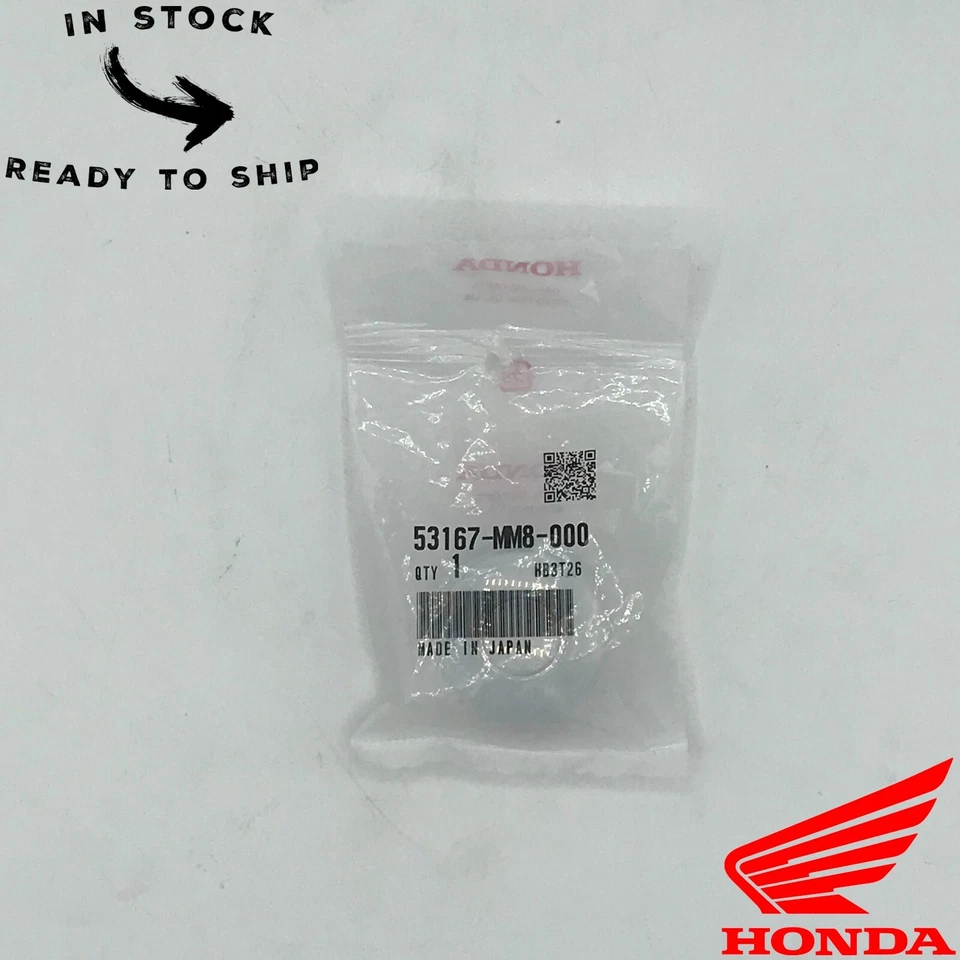 IN STOCK
READY TO SHIP
HONDA
53167-MM8-000
QTY 1 HB3T26
MADE IN JAPAN
HONDA